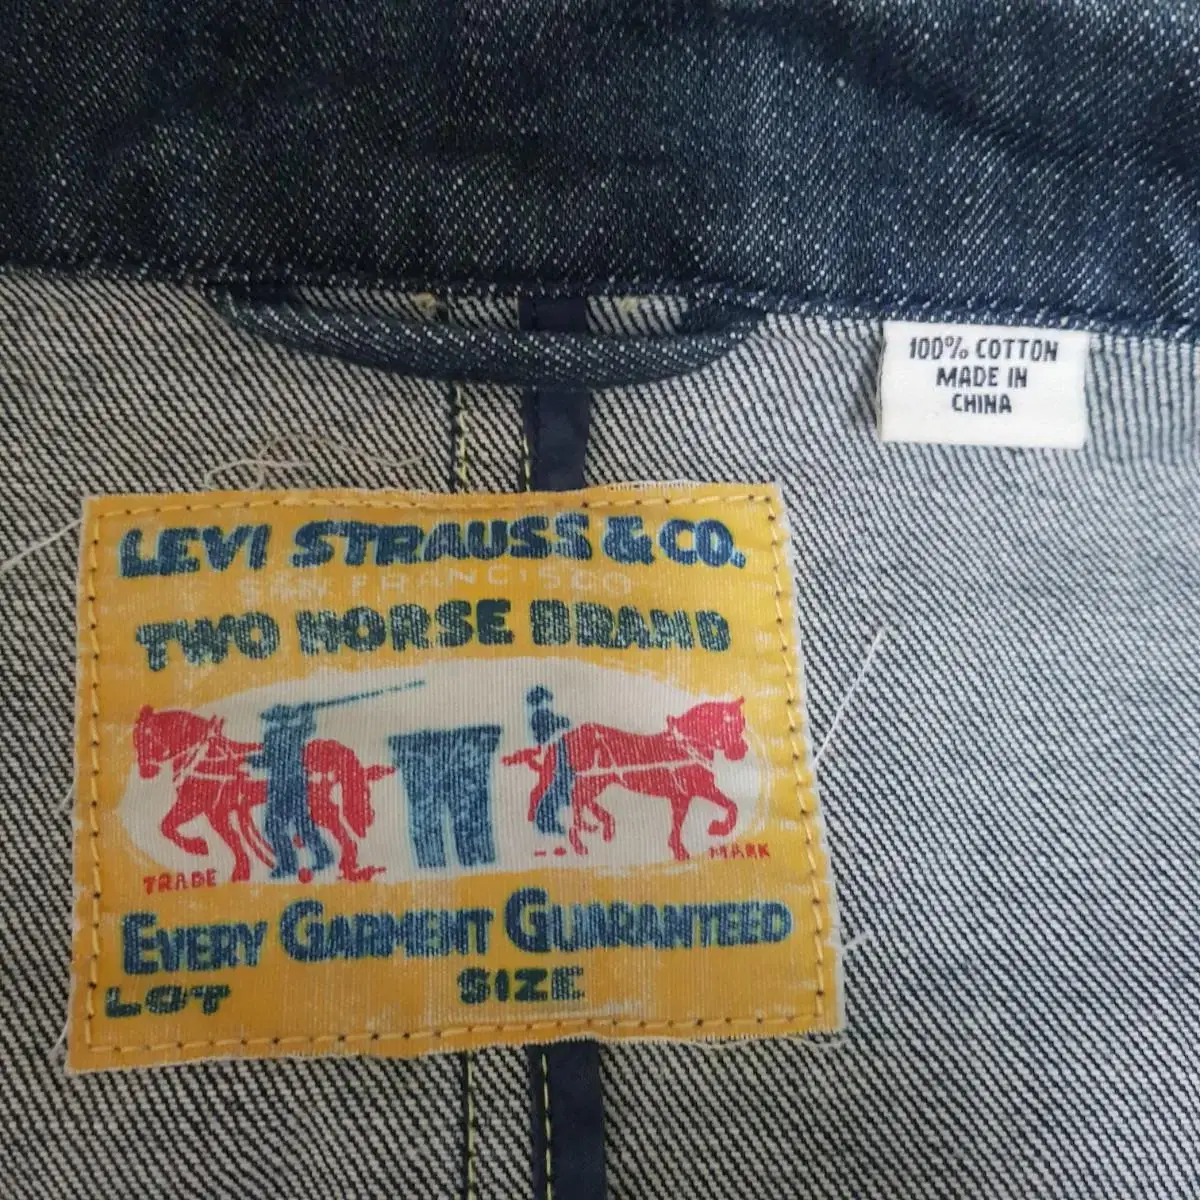 100% COTTON
MADE IN
CHINA
LEVI STRAUSS & CO.
SAN FRANCISCO
TWO HORSE BRAND
TRADE MARK
EVERY GARMENT GUARANTEED
LOT SIZE